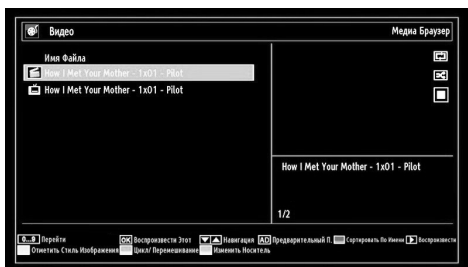 Видео
Медиа Браузер
Имя Файла
How I Met Your Mother - 1x01 - Pilot
How I Met Your Mother - 1x01 - Pilot
How I Met Your Mother - 1x01 - Pilot
1/2
0...9 Перейти OK Воспроизвести Этот Навигация AD Предварительный П. Сортировать По Имени Воспроизвести
Отметить Стиль Изображения Цикл/ Перемешивание Изменить Носитель